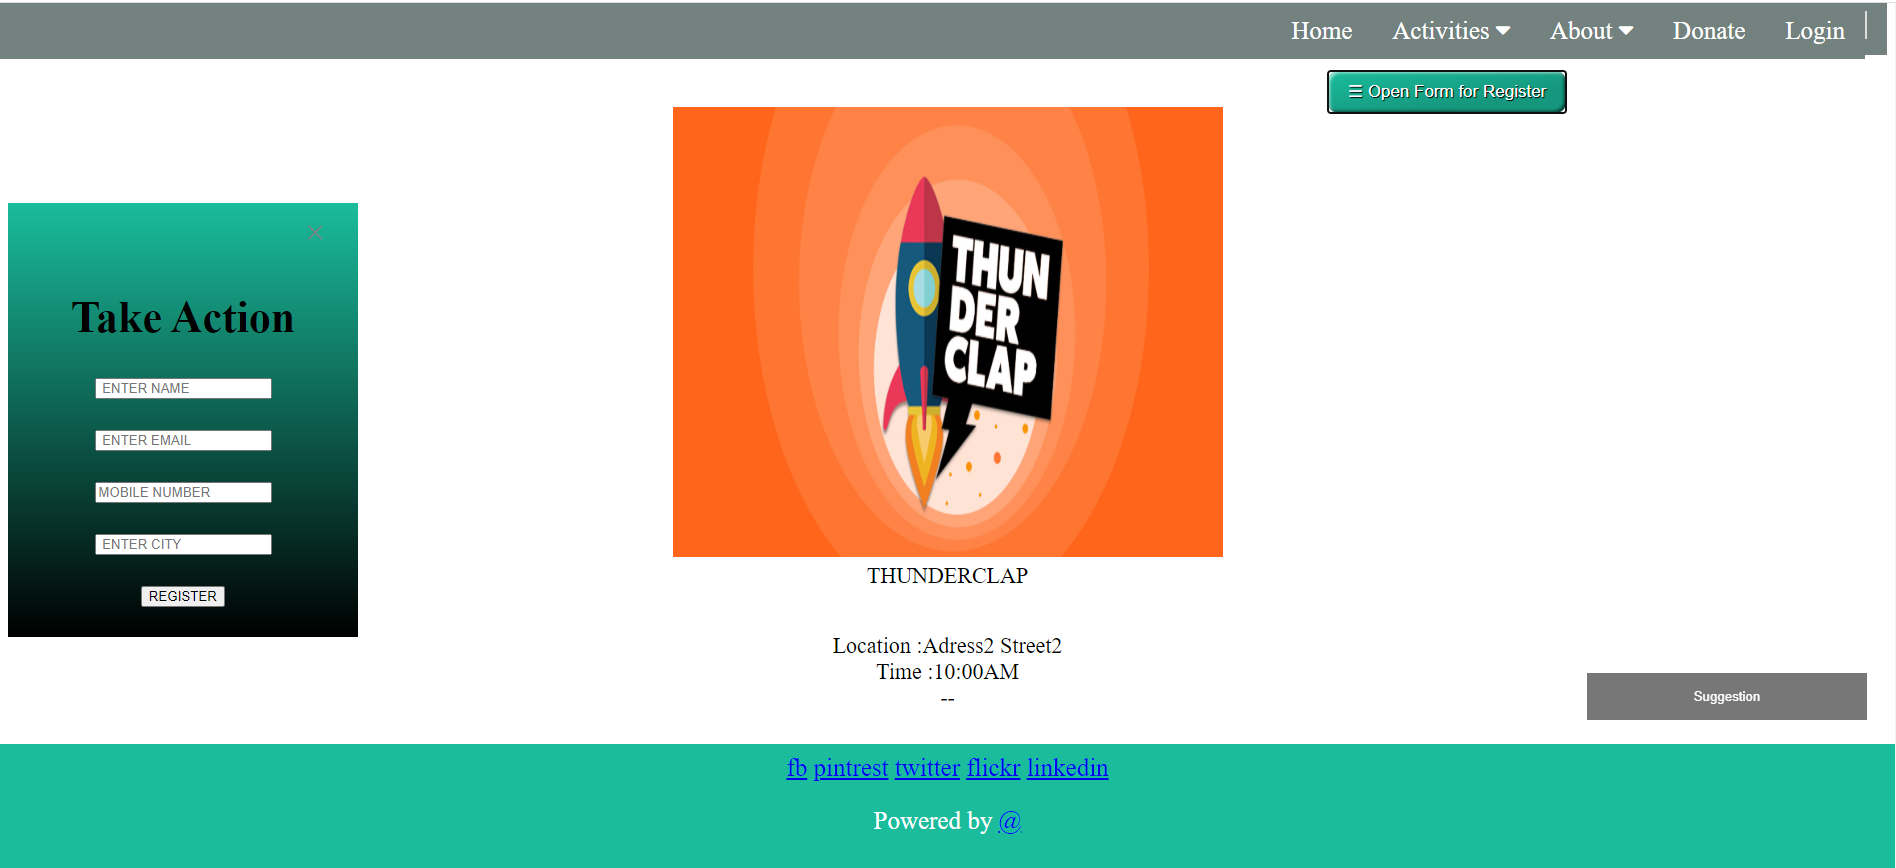 Home Activities About Donate Login
☰ Open Form for Register
×
Take Action
ENTER NAME
ENTER EMAIL
MOBILE NUMBER
ENTER CITY
REGISTER
THUN
DER
CLAP
THUNDERCLAP
Location :Adress2 Street2
Time :10:00AM
--
Suggestion
fb pintrest twitter flickr linkedin
Powered by @